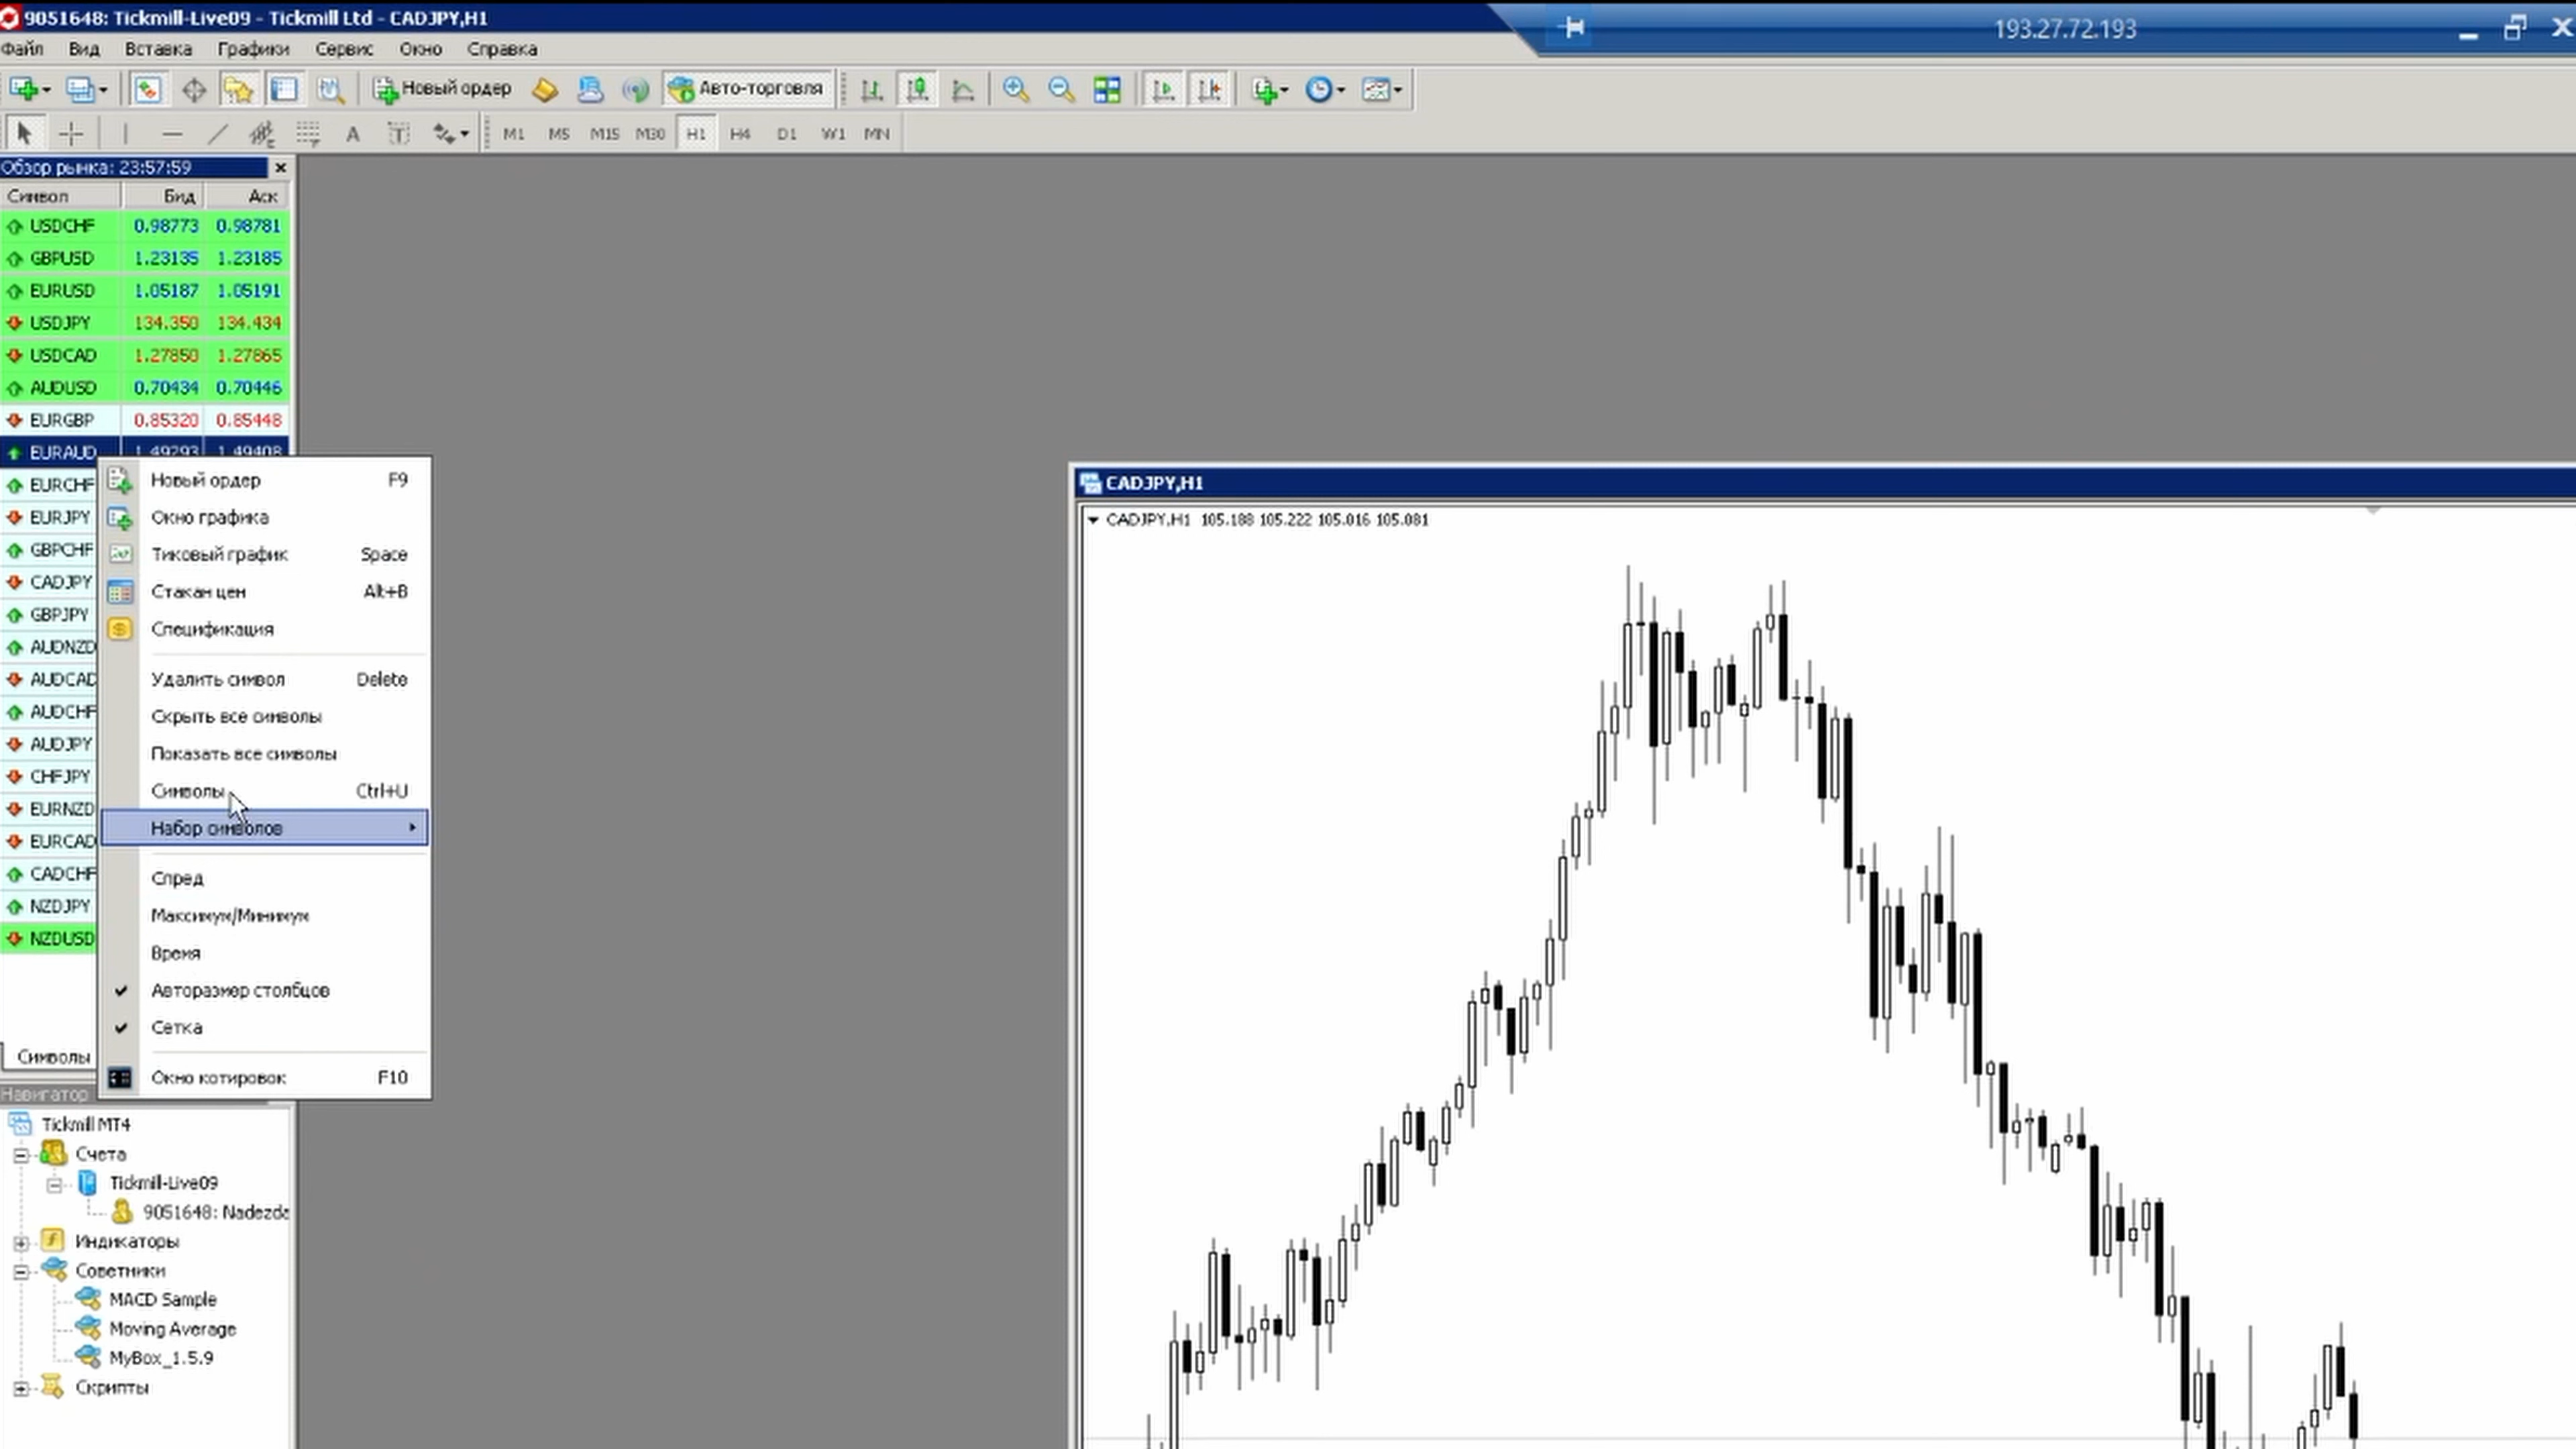 9051648: Tickmill-Live09 - Tickmill Ltd - CADJPY,H1
193.27.72.193
Файл Вид Вставка Графики Сервис Окно Справка
Новый ордер Авто-торговля
A T M1 M5 M15 M30 H1 H4 D1 W1 MN
Обзор рынка: 23:57:59
Символ Бид Аск
USDCHF 0.98773 0.98781
GBPUSD 1.23135 1.23185
EURUSD 1.05187 1.05191
USDJPY 134.350 134.434
USDCAD 1.27850 1.27865
AUDUSD 0.70434 0.70446
EURGBP 0.85320 0.85448
EURAUD 1.49293 1.49408
EURCHF
EURJPY
GBPCHF
CADJPY
GBPJPY
AUDNZD
AUDCAD
AUDCHF
AUDJPY
CHFJPY
EURNZD
EURCAD
CADCHF
NZDJPY
NZDUSD
Символы
Новый ордер F9
Окно графика
Тиковый график Space
Стакан цен Alt+B
Спецификация
Удалить символ Delete
Скрыть все символы
Показать все символы
Символы Ctrl+U
Набор символов
Спред
Максимум/Минимум
Время
Авторазмер столбцов
Сетка
Окно котировок F10
Навигатор
Tickmill MT4
Счета
Tickmill-Live09
9051648: Nadezda
Индикаторы
Советники
MACD Sample
Moving Average
MyBox_1.5.9
Скрипты
CADJPY,H1
CADJPY,H1 105.188 105.222 105.016 105.081